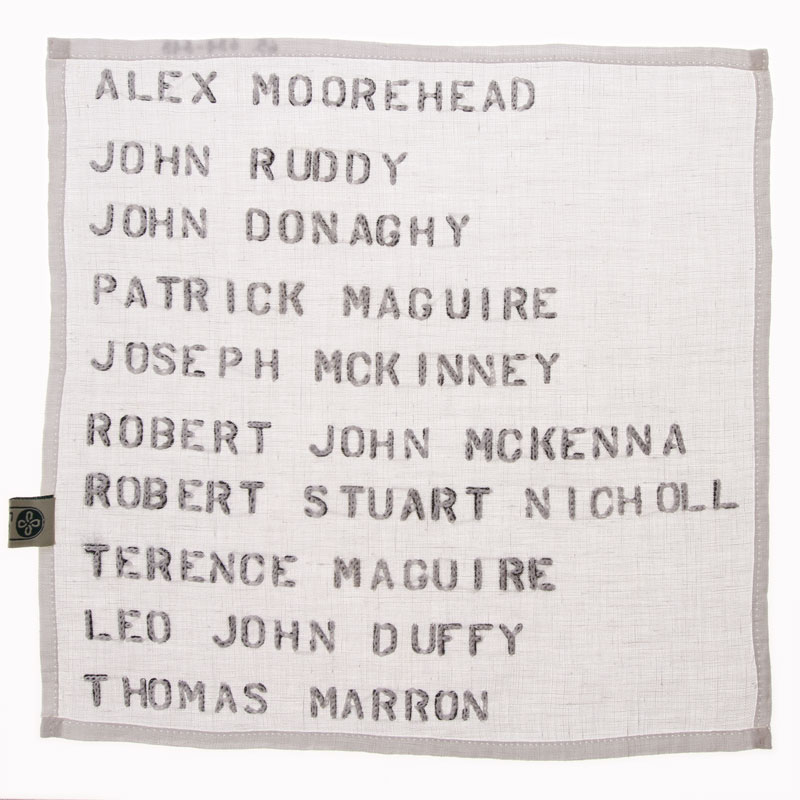 ALEX MOOREHEAD
JOHN RUDDY
JOHN DONAGHY
PATRICK MAGUIRE
JOSEPH MCKINNEY
ROBERT JOHN MCKENNA
ROBERT STUART NICHOLL
TERENCE MAGUIRE
LEO JOHN DUFFY
THOMAS MARRON